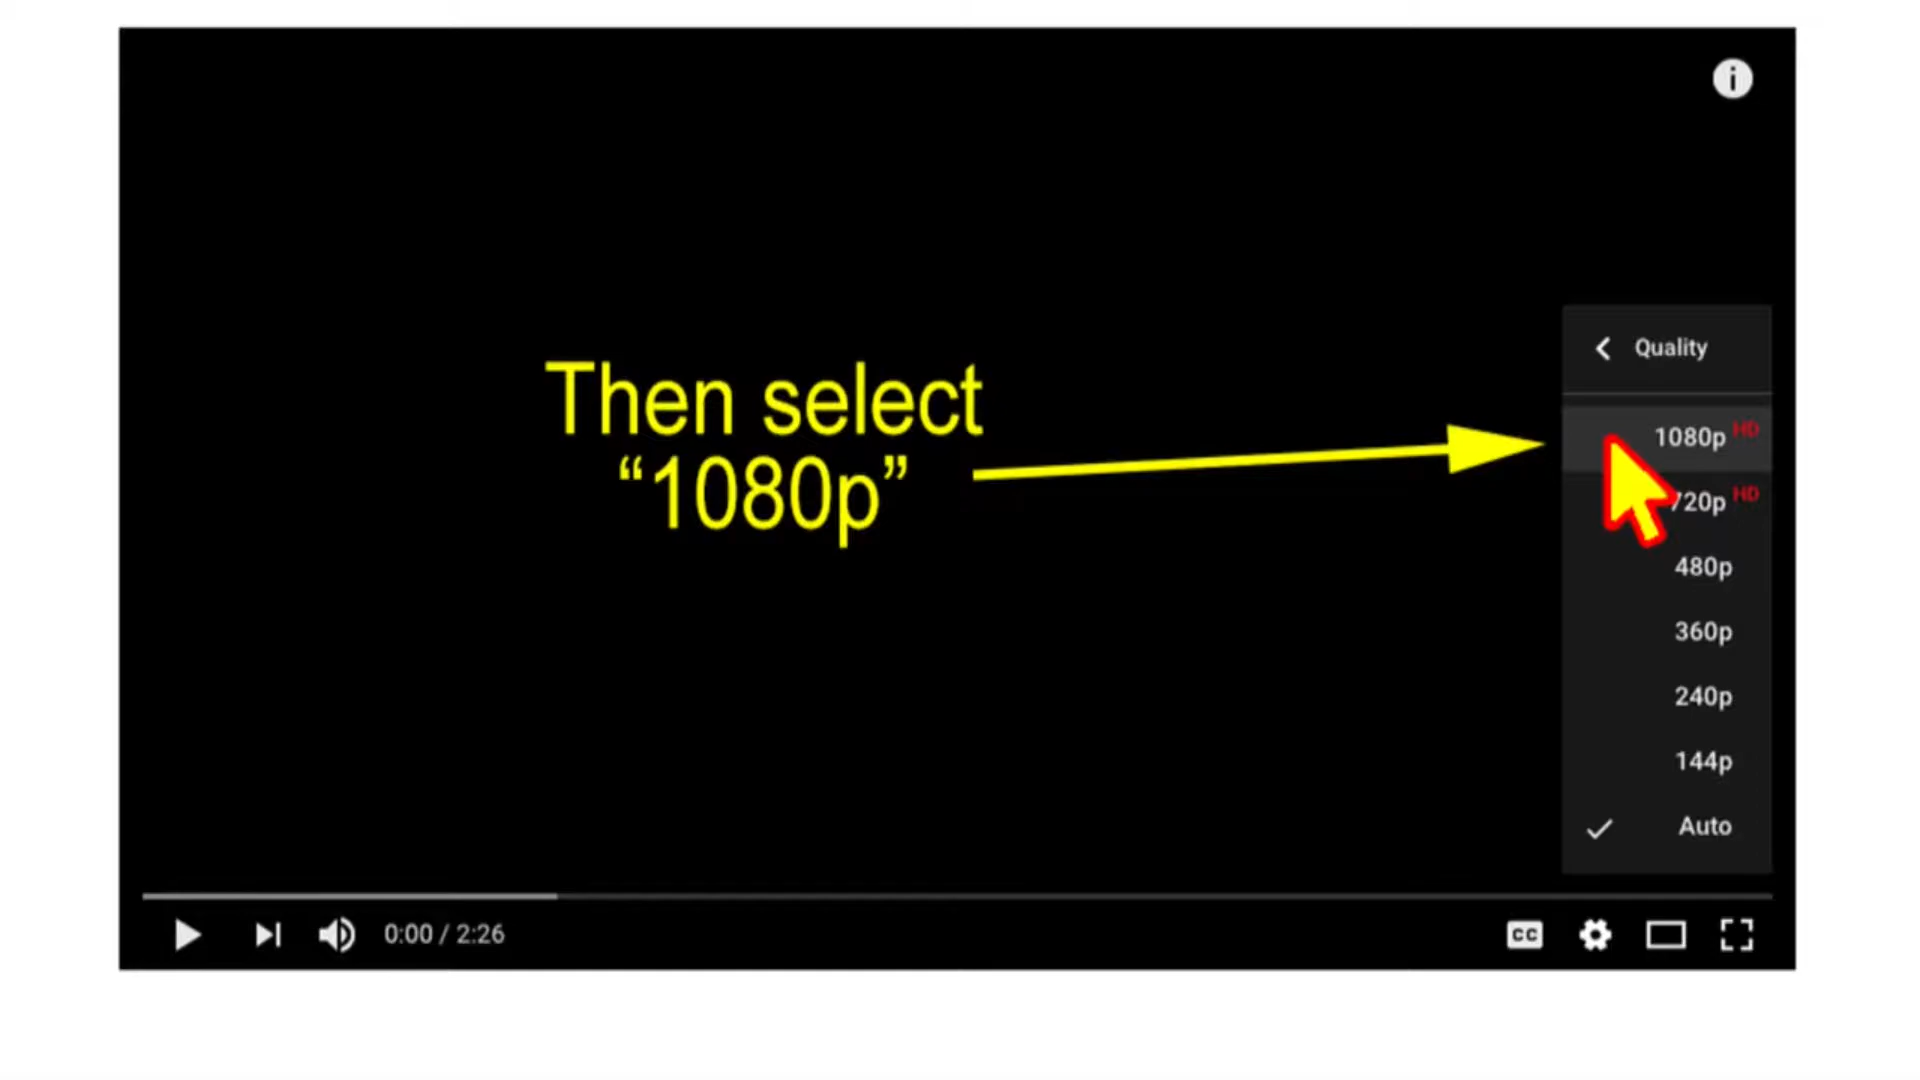 Quality
Then select
“1080p”
1080p HD
720p HD
480p
360p
240p
144p
Auto
0:00 / 2:26
CC